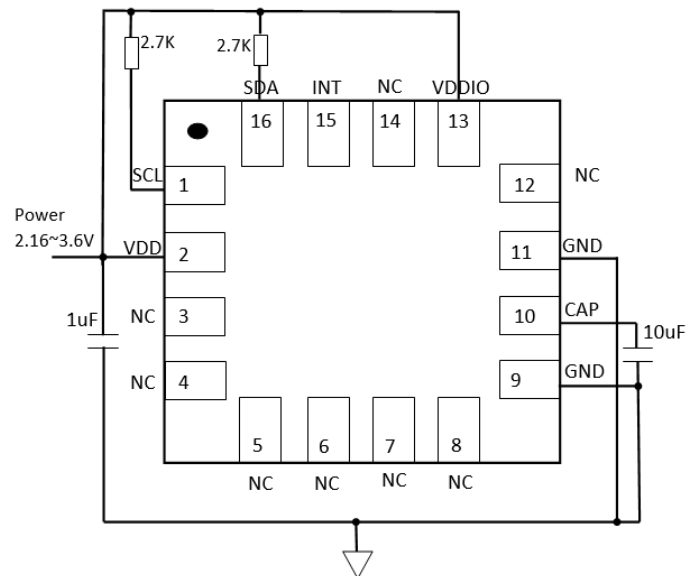 2.7K
2.7K
SDA INT NC VDDIO
16 15 14 13
SCL 1
12 NC
Power
2.16~3.6V
VDD 2
11 GND
1uF
NC 3
10 CAP
10uF
NC 4
9 GND
5 6 7 8
NC NC NC NC